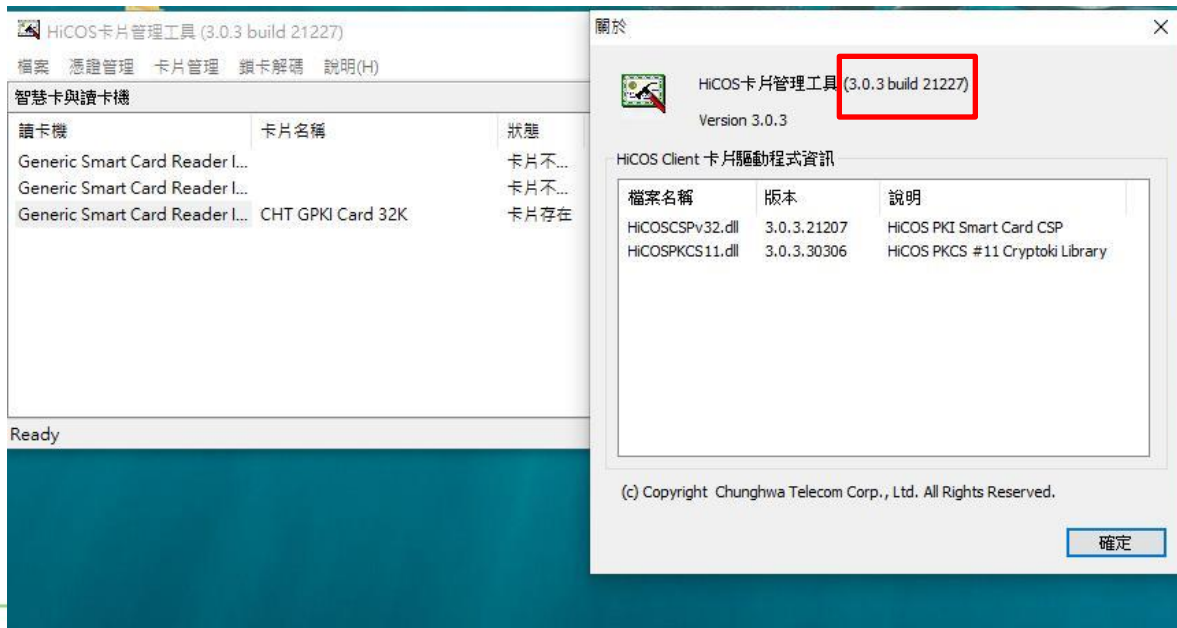 HiCOS卡片管理工具 (3.0.3 build 21227)
檔案 憑證管理 卡片管理 鎖卡解碼 說明(H)
智慧卡與讀卡機
讀卡機 卡片名稱 狀態
Generic Smart Card Reader I... 卡片不...
Generic Smart Card Reader I... 卡片不...
Generic Smart Card Reader I... CHT GPKI Card 32K 卡片存在
Ready
關於
HiCOS卡片管理工具 (3.0.3 build 21227)
Version 3.0.3
HiCOS Client 卡片驅動程式資訊
檔案名稱 版本 說明
HiCOSCSPv32.dll 3.0.3.21207 HiCOS PKI Smart Card CSP
HiCOSPKCS11.dll 3.0.3.30306 HiCOS PKCS #11 Cryptoki Library
(c) Copyright Chunghwa Telecom Corp., Ltd. All Rights Reserved.
確定